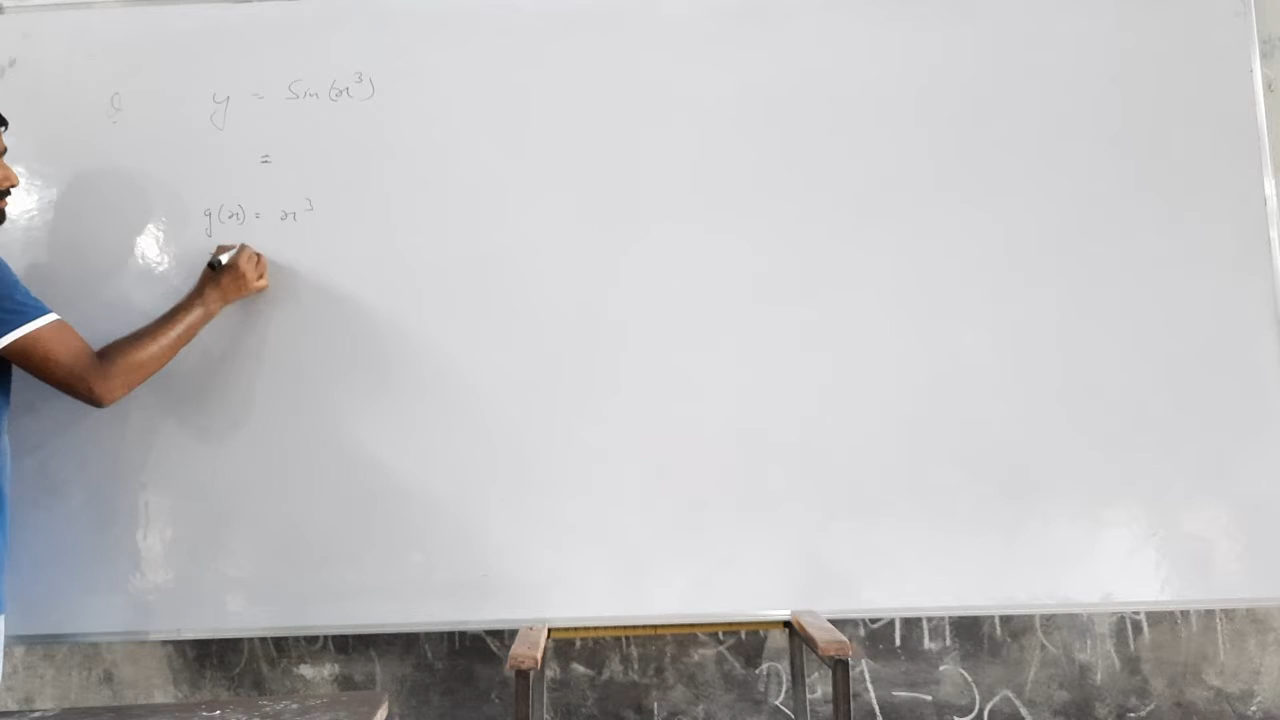 Q y = Sin(x³)
=
g(x) = x³